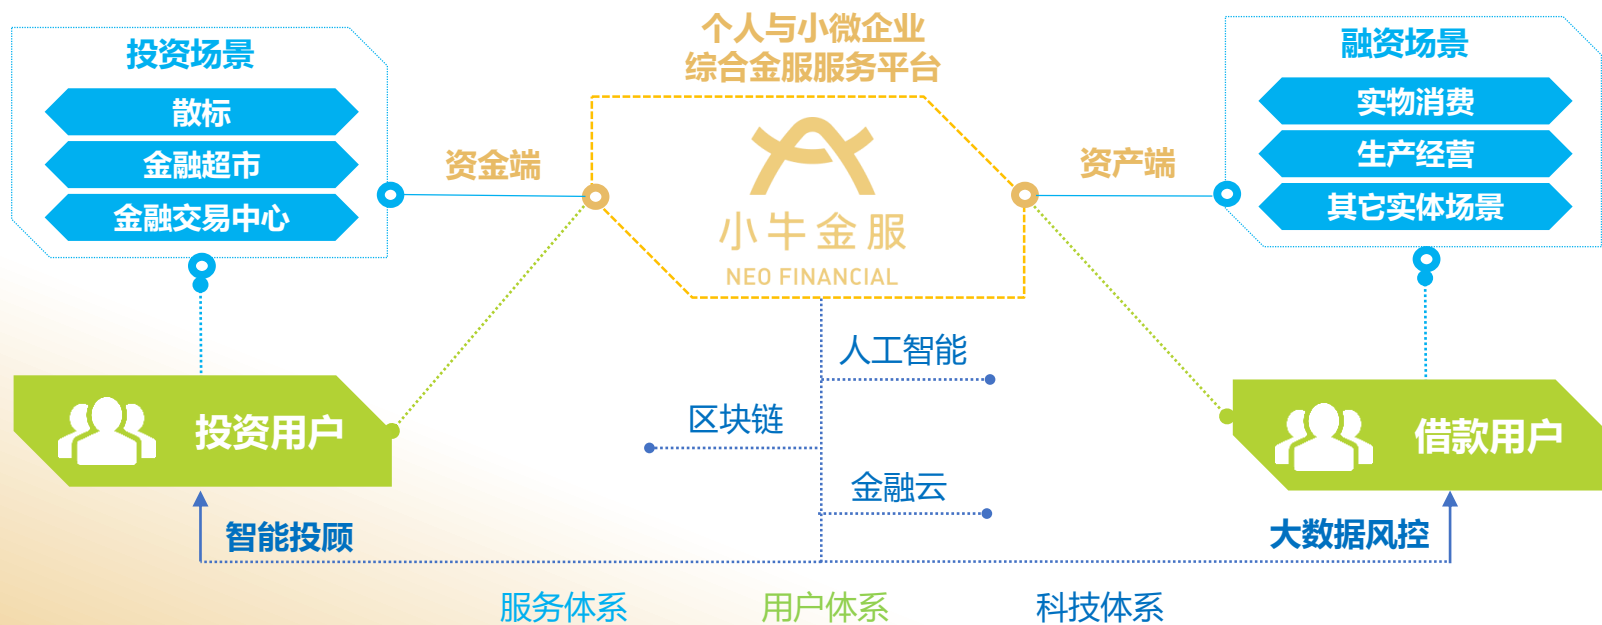 个人与小微企业
综合金服服务平台
投资场景
散标
金融超市
金融交易中心
资金端
小牛金服
NEO FINANCIAL
资产端
融资场景
实物消费
生产经营
其它实体场景
人工智能
区块链
金融云
投资用户
借款用户
智能投顾
大数据风控
服务体系
用户体系
科技体系